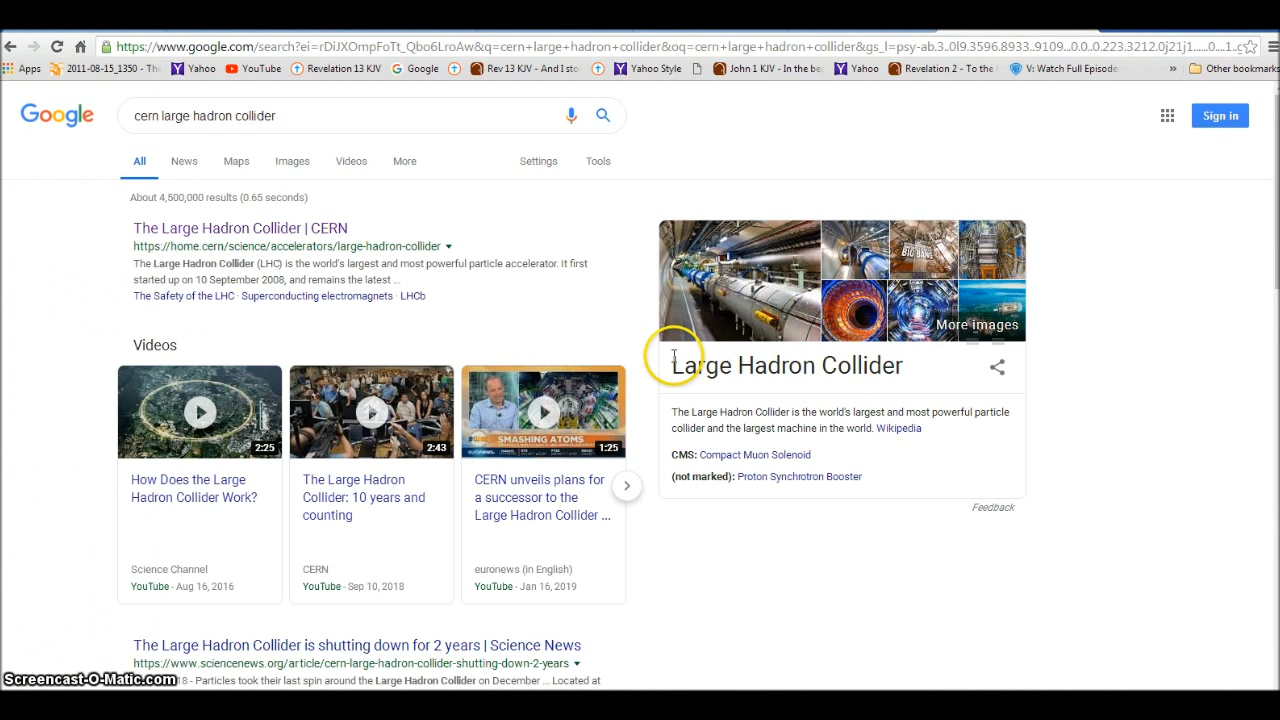 https://www.google.com/search?ei=rDiJXOmpFoTt_Qbo6LroAw&q=cern+large+hadron+collider&oq=cern+large+hadron+collider&gs_l=psy-ab.3..0l9.3596.8933..9109...0.0..0.223.3212.0j21j1......0....1..g
Apps
2011-08-15_1350 - Th
Yahoo
YouTube
Revelation 13 KJV
Google
Rev 13 KJV - And I sto
Yahoo Style
John 1 KJV - In the be
Yahoo
Revelation 2 - To the
V: Watch Full Episode
»
Other bookmarks
Google
cern large hadron collider
Sign in
All
News
Maps
Images
Videos
More
Settings
Tools
About 4,500,000 results (0.65 seconds)
The Large Hadron Collider | CERN
https://home.cern/science/accelerators/large-hadron-collider
The Large Hadron Collider (LHC) is the world's largest and most powerful particle accelerator. It first
started up on 10 September 2008, and remains the latest ...
The Safety of the LHC · Superconducting electromagnets · LHCb
Videos
2:25
How Does the Large
Hadron Collider Work?
Science Channel
YouTube - Aug 16, 2016
2:43
The Large Hadron
Collider: 10 years and
counting
CERN
YouTube - Sep 10, 2018
SMASHING ATOMS
1:25
CERN unveils plans for
a successor to the
Large Hadron Collider ...
euronews (in English)
YouTube - Jan 16, 2019
The Large Hadron Collider is shutting down for 2 years | Science News
https://www.sciencenews.org/article/cern-large-hadron-collider-shutting-down-2-years
18 - Particles took their last spin around the Large Hadron Collider on December ... Located at
BIG BANG
More images
Large Hadron Collider
The Large Hadron Collider is the world's largest and most powerful particle
collider and the largest machine in the world. Wikipedia
CMS: Compact Muon Solenoid
(not marked): Proton Synchrotron Booster
Feedback
Screencast-O-Matic.com